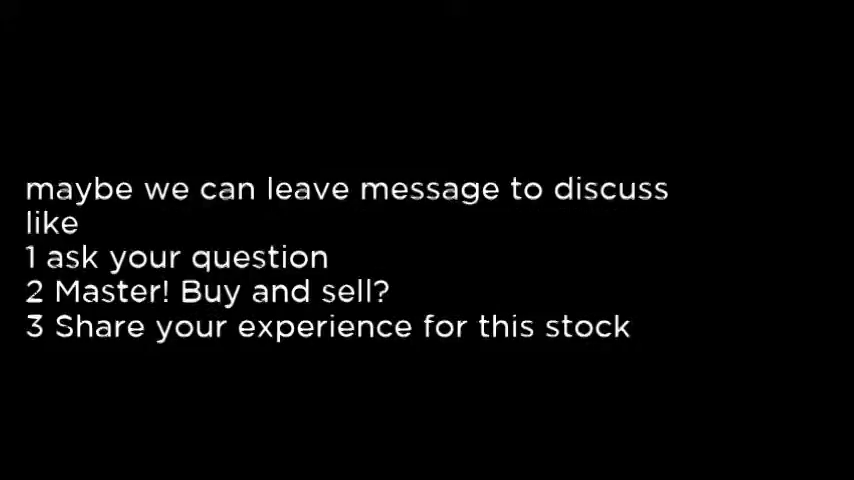 maybe we can leave message to discuss
like
1 ask your question
2 Master! Buy and sell?
3 Share your experience for this stock